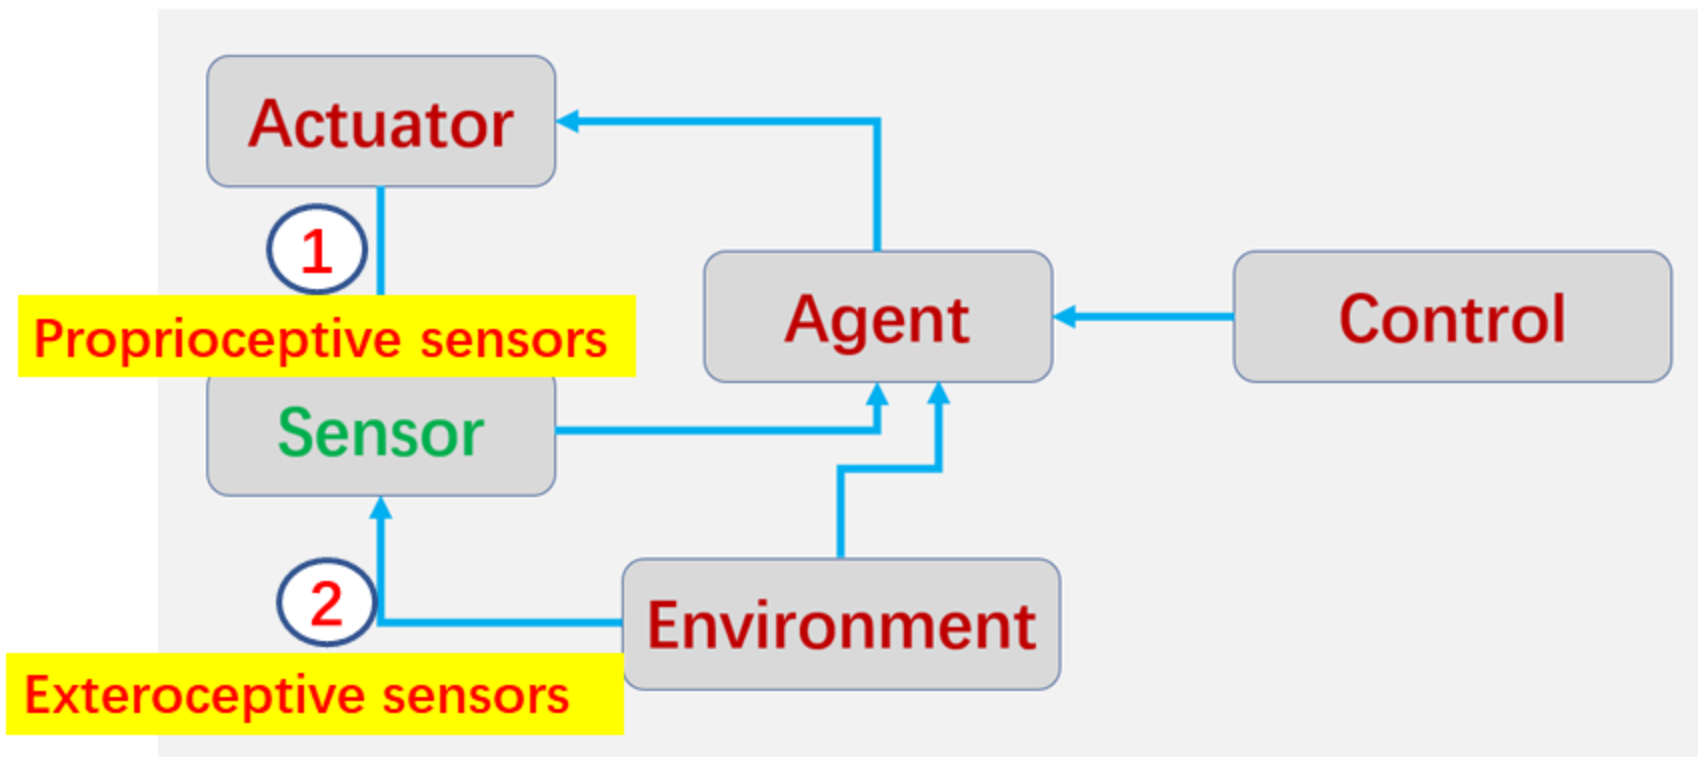 Actuator
1
Proprioceptive sensors
Agent
Control
Sensor
2
Environment
Exteroceptive sensors